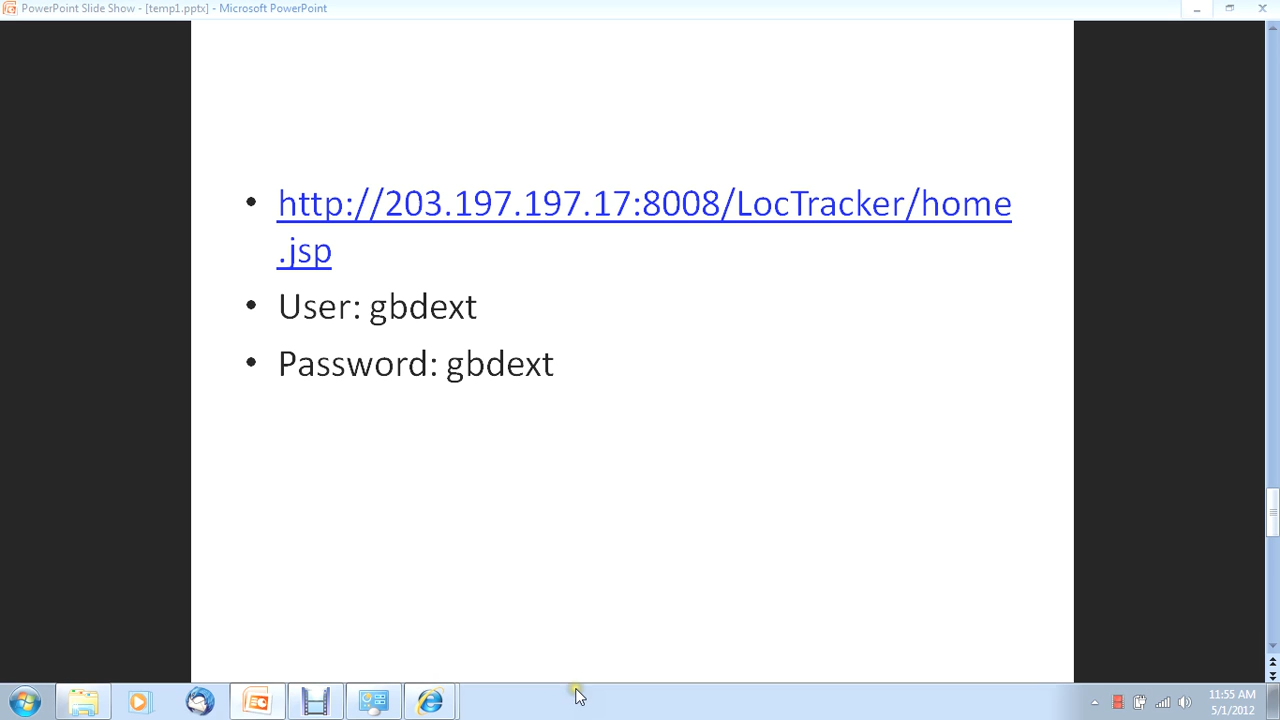 PowerPoint Slide Show - [temp1.pptx] - Microsoft PowerPoint
• http://203.197.197.17:8008/LocTracker/home
.jsp
• User: gbdext
• Password: gbdext
11:55 AM
5/1/2012